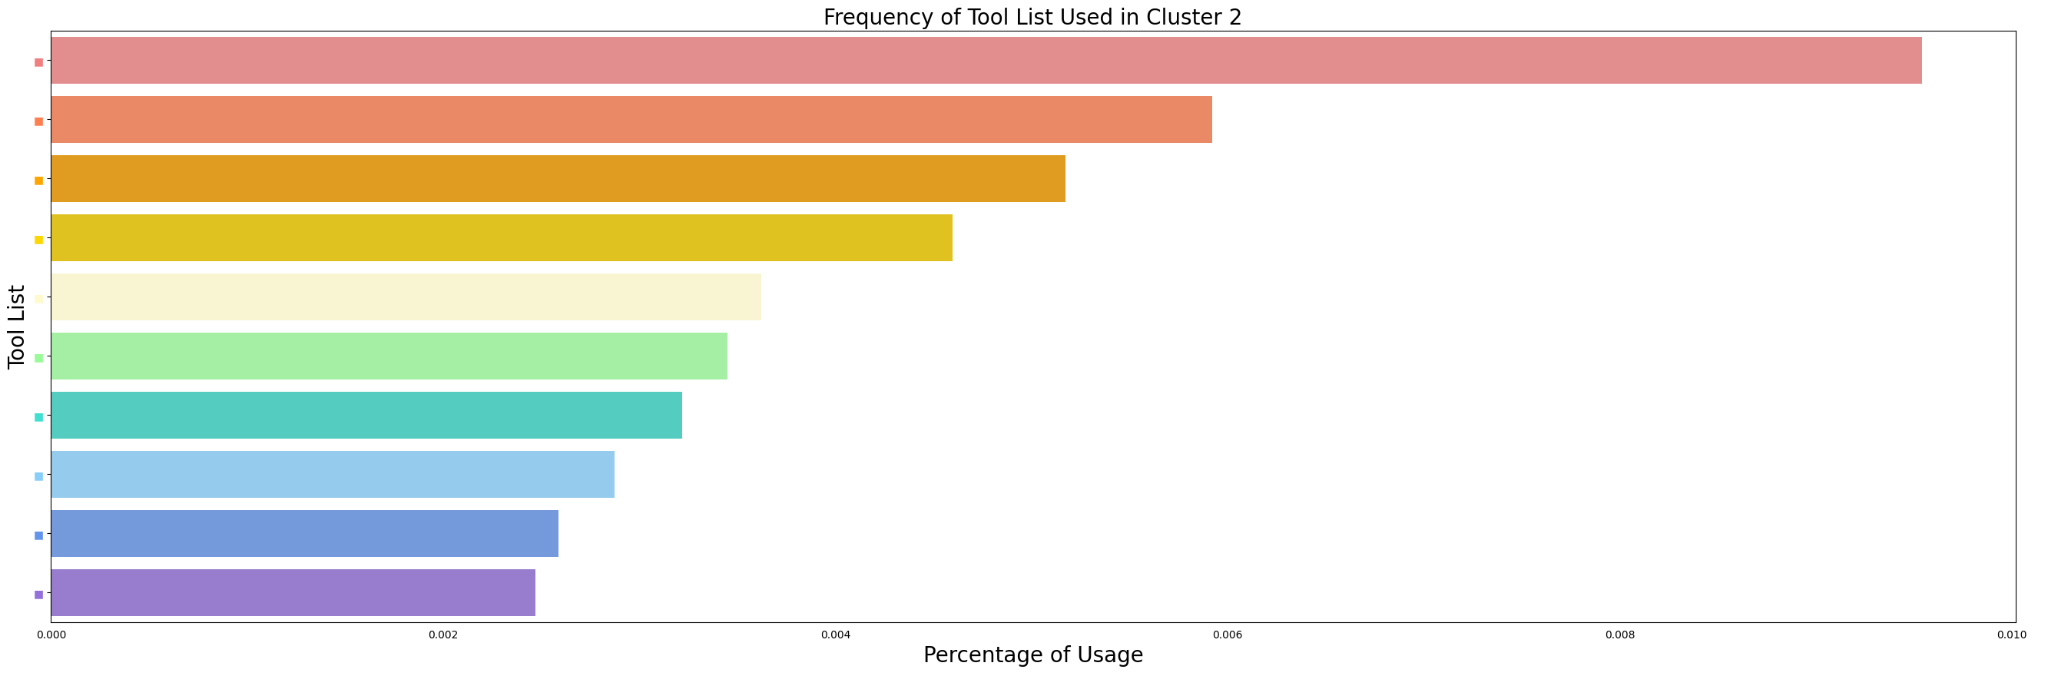 Frequency of Tool List Used in Cluster 2
Tool List
0.000 0.002 0.004 0.006 0.008 0.010
Percentage of Usage